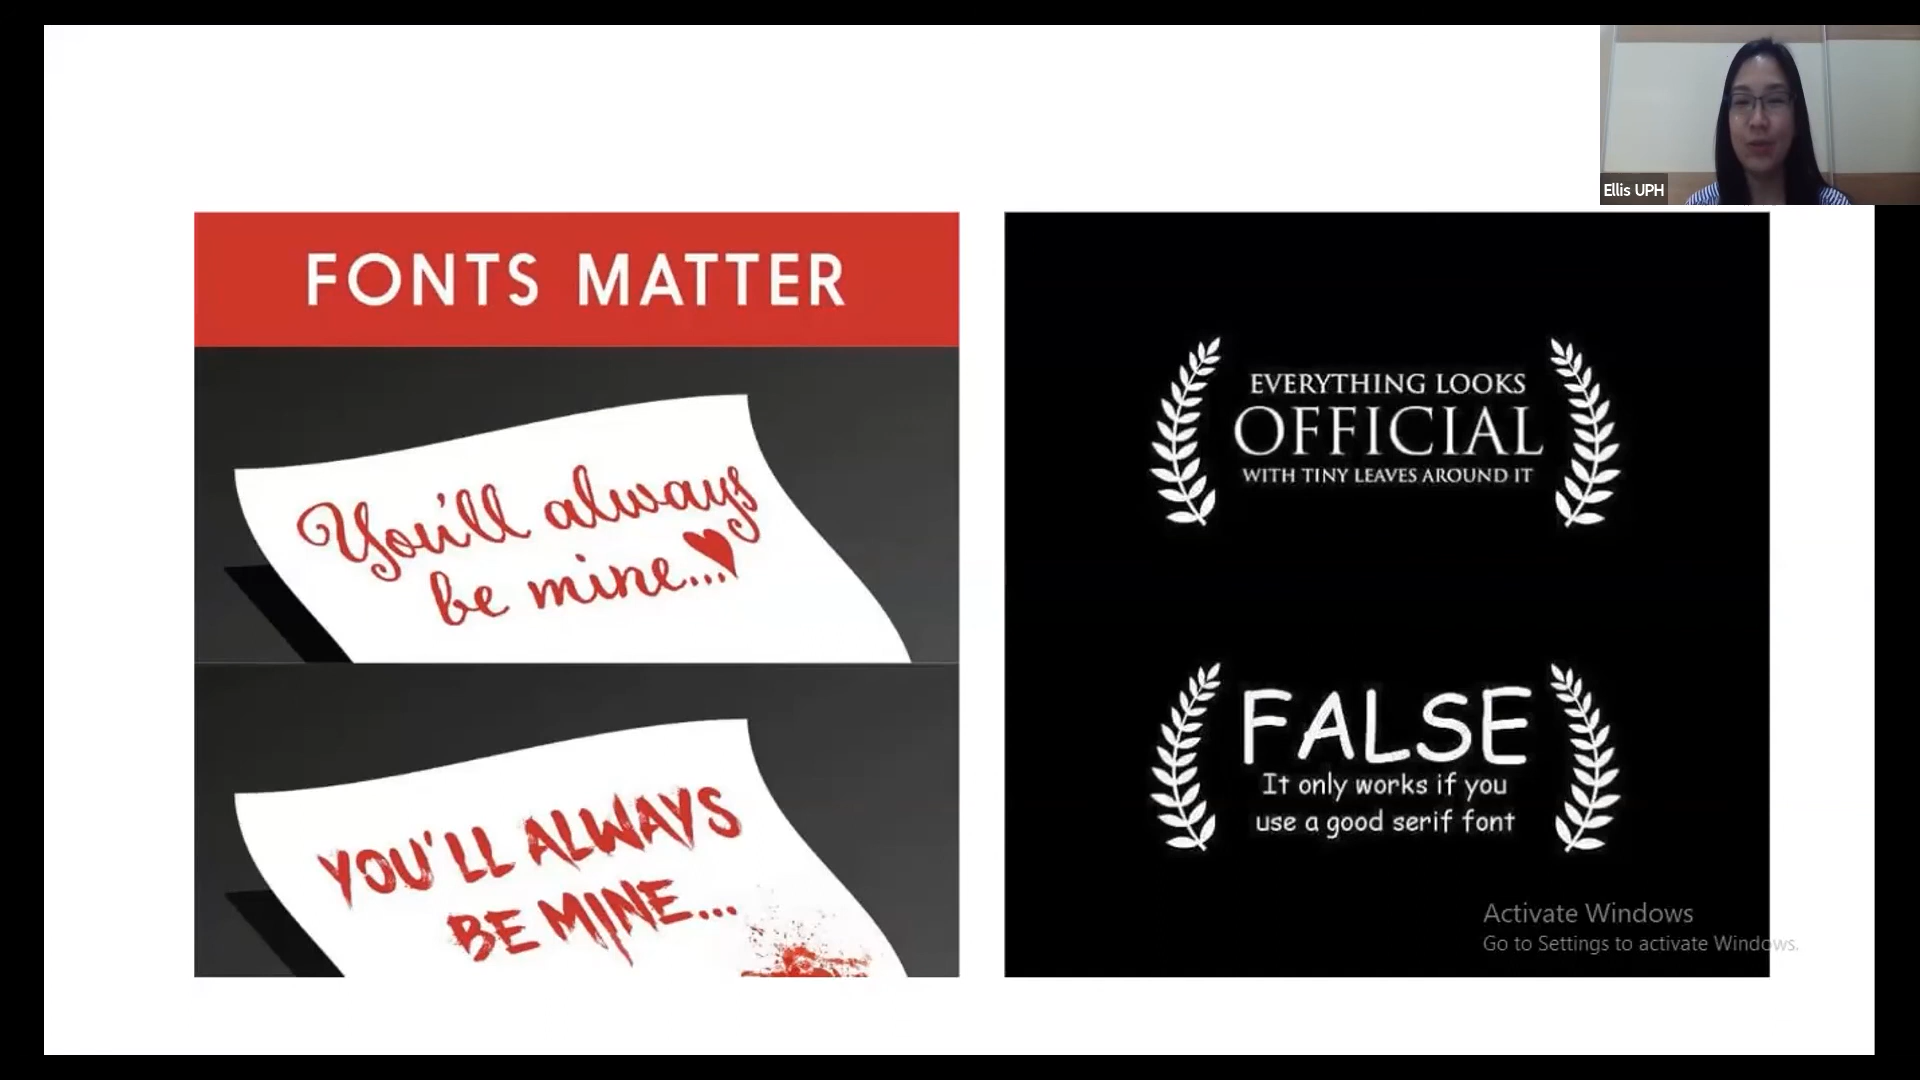 Ellis UPH
FONTS MATTER
You'll always
be mine...
YOU'LL ALWAYS
BE MINE...
EVERYTHING LOOKS
OFFICIAL
WITH TINY LEAVES AROUND IT
FALSE
It only works if you
use a good serif font
Activate Windows
Go to Settings to activate Windows.